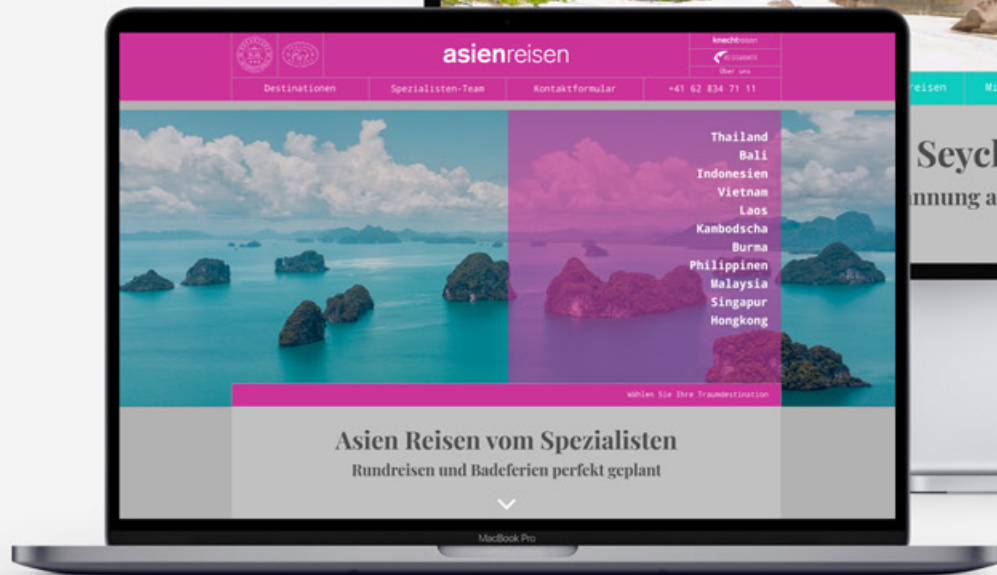 asienreisen
knechtreisen
Über uns
Destinationen
Spezialisten-Team
Kontaktformular
+41 62 834 71 11
Thailand
Bali
Indonesien
Vietnam
Laos
Kambodscha
Burma
Philippinen
Malaysia
Singapur
Hongkong
Wählen Sie Ihre Traumdestination
Asien Reisen vom Spezialisten
Rundreisen und Badeferien perfekt geplant
MacBook Pro
reisen
Mi
Seych
nnung a